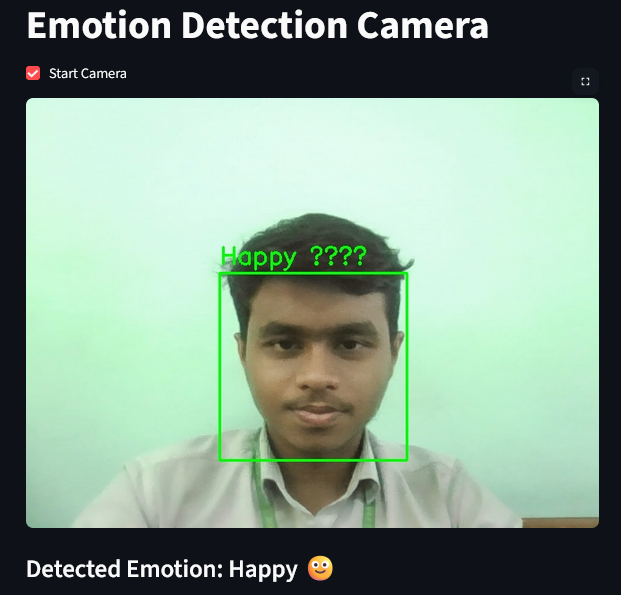 Emotion Detection Camera
Start Camera
Happy ????
Detected Emotion: Happy 😊